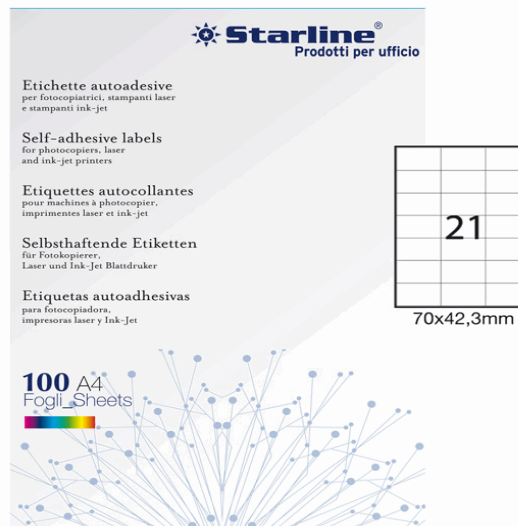 Starline®
Prodotti per ufficio
Etichette autoadesive
per fotocopiatrici, stampanti laser
e stampanti ink-jet
Self-adhesive labels
for photocopiers, laser
and ink-jet printers
Etiquettes autocollantes
pour machines à photocopier,
imprimentes laser et ink-jet
Selbsthaftende Etiketten
für Fotokopierer,
Laser und Ink-Jet Blattdruker
Etiquetas autoadhesivas
para fotocopiadora,
impresoras laser y Ink-Jet
21
70x42,3mm
100 A4
Fogli_Sheets